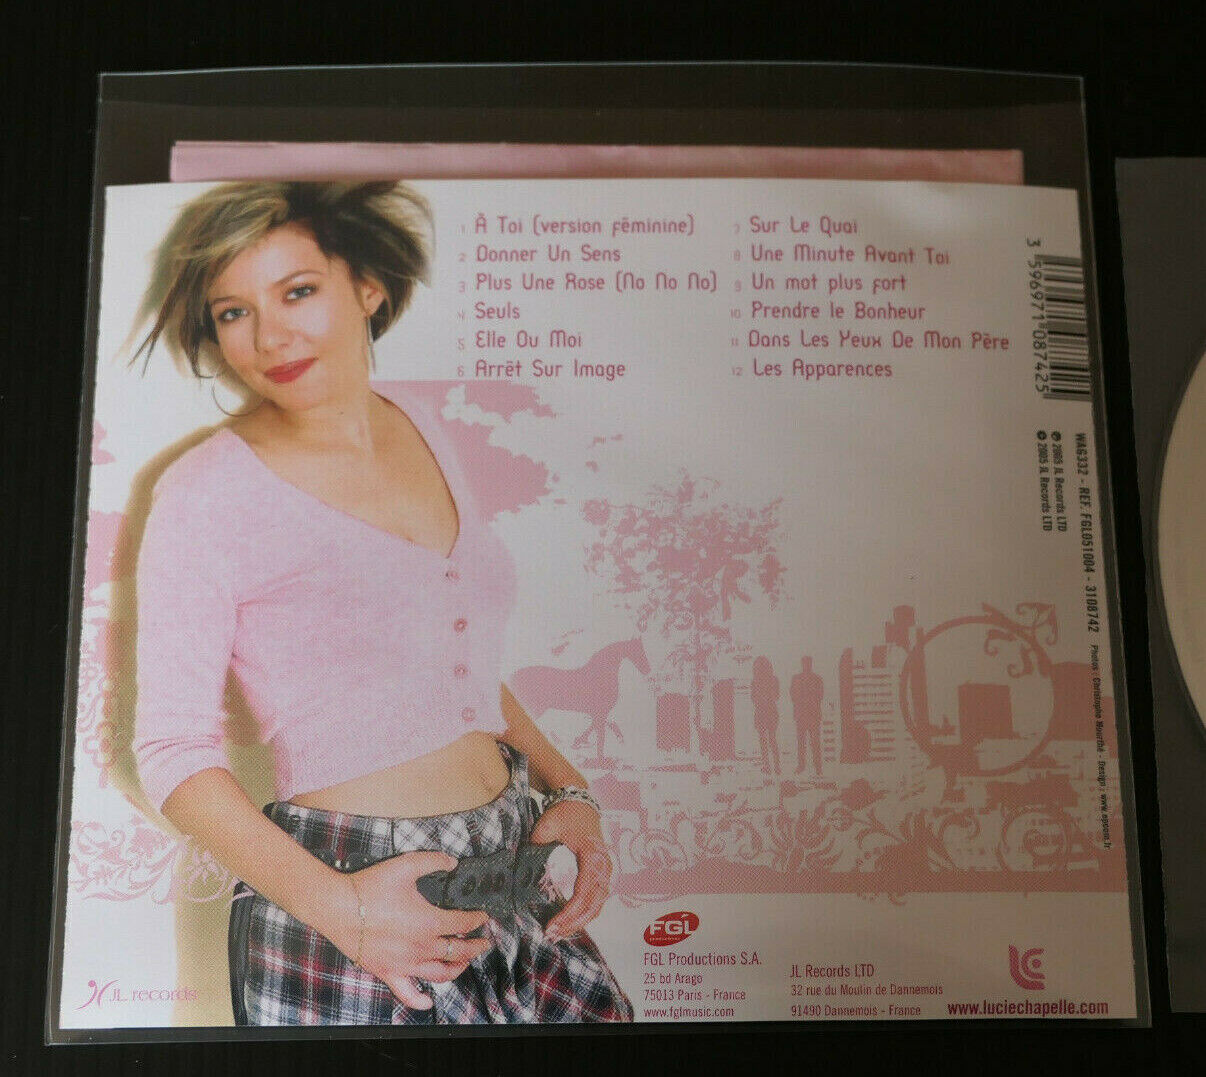 1 À Toi (version féminine)
2 Donner Un Sens
3 Plus Une Rose (No No No)
4 Seuls
5 Elle Ou Moi
6 Arrêt Sur Image
7 Sur Le Quai
8 Une Minute Avant Toi
9 Un mot plus fort
10 Prendre le Bonheur
11 Dans Les Yeux De Mon Père
12 Les Apparences
3 596971 087425
℗ 2005 JL Records LTD
© 2005 JL Records LTD
WAG332 - REF. FGL051004 - 3108742 Photos : Christophe Mourthé - Design : www.epoom.fr
JL records
FGL
productions
FGL Productions S.A.
25 bd Arago
75013 Paris - France
www.fglmusic.com
JL Records LTD
32 rue du Moulin de Dannemois
91490 Dannemois - France
LC
www.luciechapelle.com